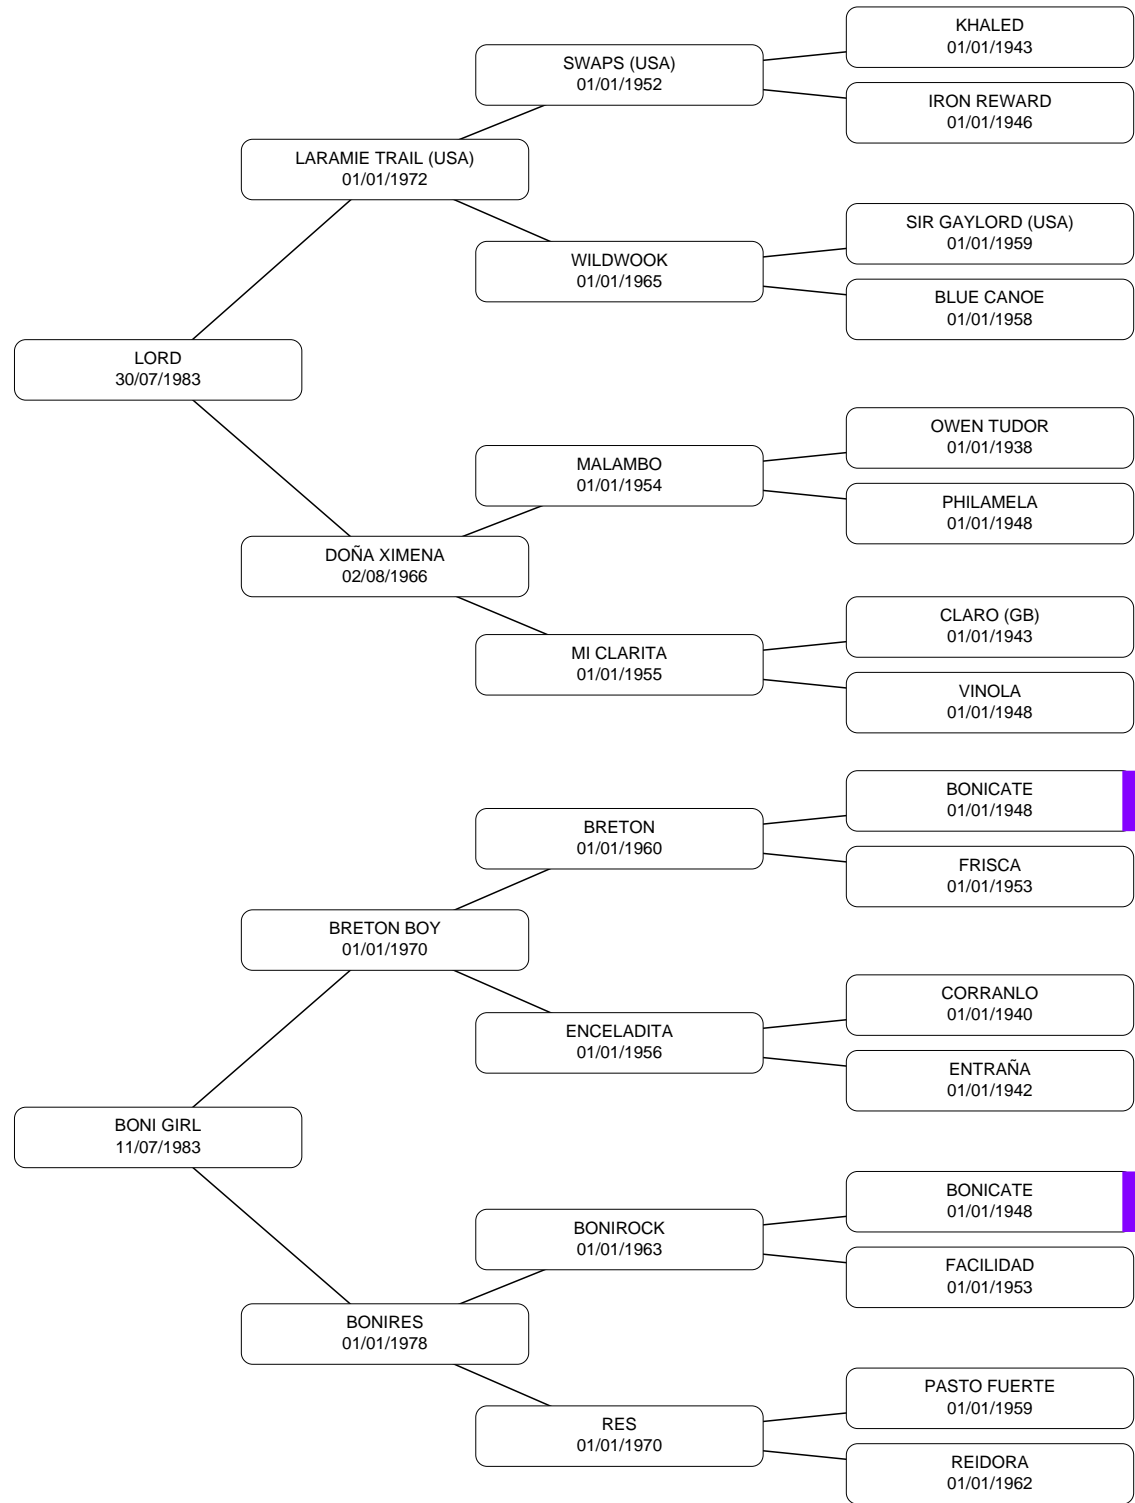 KHALED
01/01/1943
SWAPS (USA)
01/01/1952
IRON REWARD
01/01/1946
LARAMIE TRAIL (USA)
01/01/1972
SIR GAYLORD (USA)
01/01/1959
WILDWOOK
01/01/1965
BLUE CANOE
01/01/1958
LORD
30/07/1983
OWEN TUDOR
01/01/1938
MALAMBO
01/01/1954
PHILAMELA
01/01/1948
DOÑA XIMENA
02/08/1966
CLARO (GB)
01/01/1943
MI CLARITA
01/01/1955
VINOLA
01/01/1948
BONICATE
01/01/1948
BRETON
01/01/1960
FRISCA
01/01/1953
BRETON BOY
01/01/1970
CORRANLO
01/01/1940
ENCELADITA
01/01/1956
ENTRAÑA
01/01/1942
BONI GIRL
11/07/1983
BONICATE
01/01/1948
BONIROCK
01/01/1963
FACILIDAD
01/01/1953
BONIRES
01/01/1978
PASTO FUERTE
01/01/1959
RES
01/01/1970
REIDORA
01/01/1962